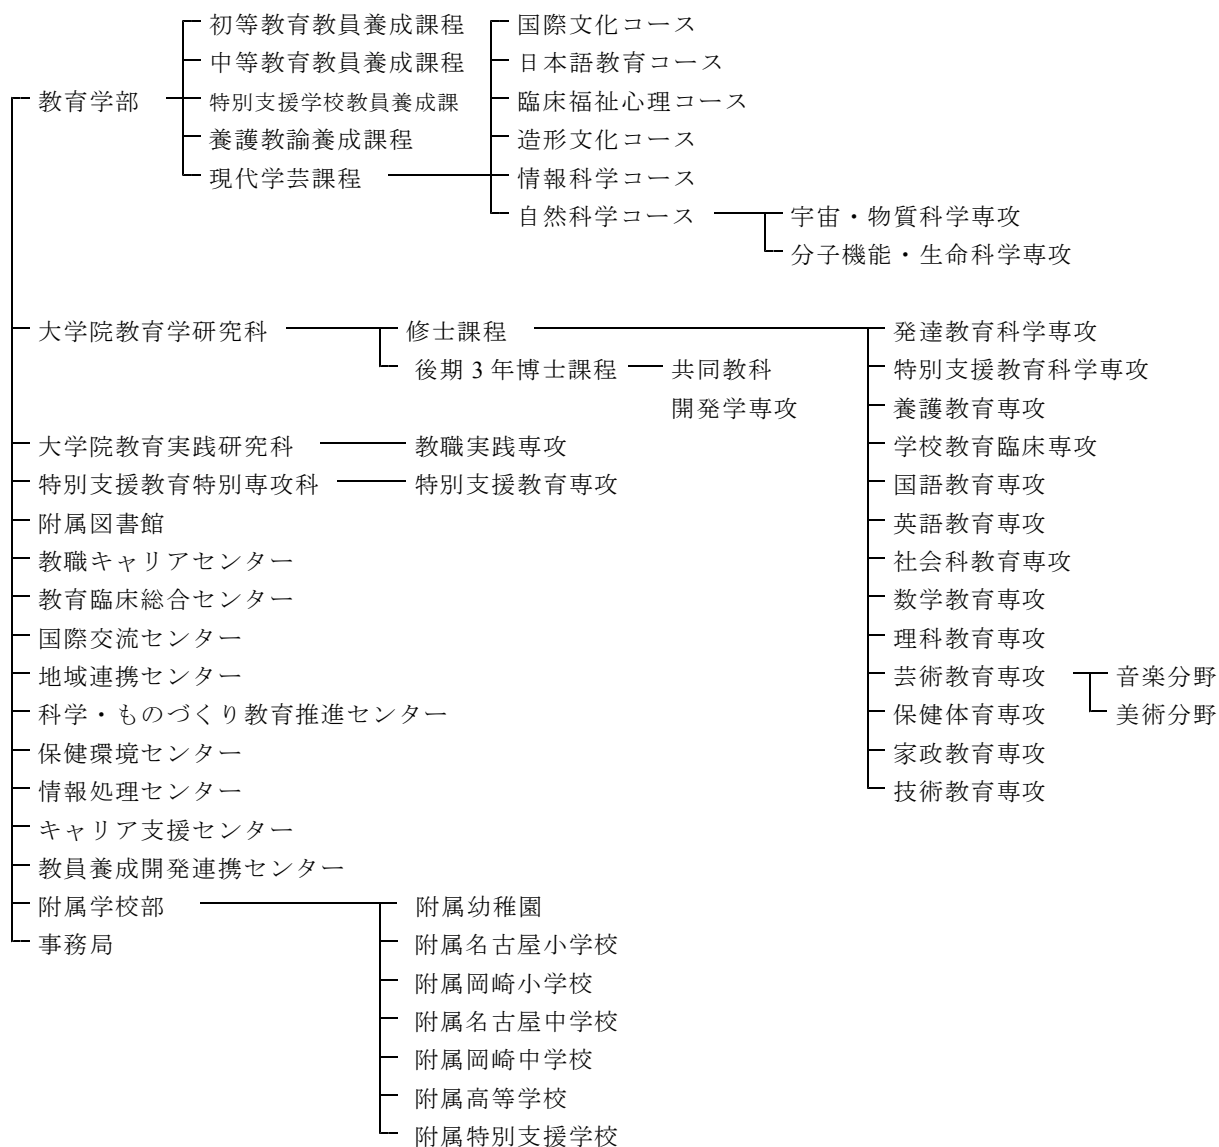 初等教育教員養成課程
国際文化コース
中等教育教員養成課程
日本語教育コース
教育学部
特別支援学校教員養成課
臨床福祉心理コース
養護教諭養成課程
造形文化コース
現代学芸課程
情報科学コース
自然科学コース
宇宙・物質科学専攻
分子機能・生命科学専攻
大学院教育学研究科
修士課程
発達教育科学専攻
後期3年博士課程
共同教科
特別支援教育科学専攻
開発学専攻
養護教育専攻
大学院教育実践研究科
教職実践専攻
学校教育臨床専攻
特別支援教育特別専攻科
特別支援教育専攻
国語教育専攻
附属図書館
英語教育専攻
教職キャリアセンター
社会科教育専攻
教育臨床総合センター
数学教育専攻
国際交流センター
理科教育専攻
地域連携センター
芸術教育専攻
音楽分野
科学・ものづくり教育推進センター
保健体育専攻
美術分野
保健環境センター
家政教育専攻
情報処理センター
技術教育専攻
キャリア支援センター
教員養成開発連携センター
附属学校部
附属幼稚園
事務局
附属名古屋小学校
附属岡崎小学校
附属名古屋中学校
附属岡崎中学校
附属高等学校
附属特別支援学校